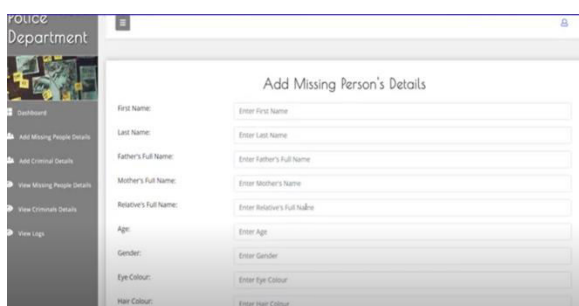 Police
Department
Dashboard
Add Missing People Details
Add Criminal Details
View Missing People Details
View Criminals Details
View Logs
Add Missing Person's Details
First Name:
Enter First Name
Last Name:
Enter Last Name
Father's Full Name:
Enter Father's Full Name
Mother's Full Name:
Enter Mother's Name
Relative's Full Name:
Enter Relative's Full Name
Age:
Enter Age
Gender:
Enter Gender
Eye Colour:
Enter Eye Colour
Hair Colour:
Enter Hair Colour